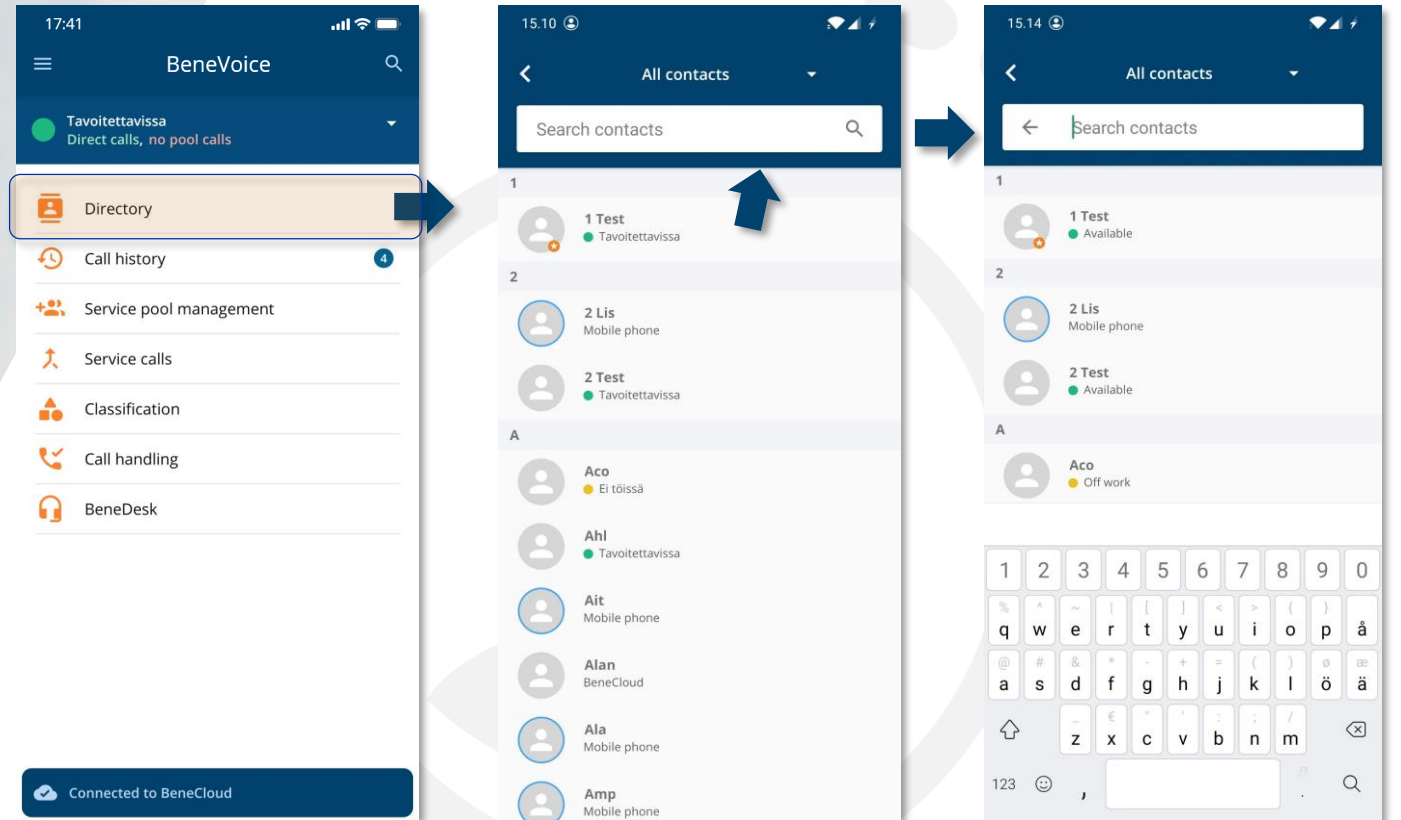 17:41
BeneVoice
Tavoitettavissa
Direct calls, no pool calls
Directory
Call history
4
Service pool management
Service calls
Classification
Call handling
BeneDesk
Connected to BeneCloud
15.10
All contacts
Search contacts
1
1 Test
Tavoitettavissa
2
2 Lis
Mobile phone
2 Test
Tavoitettavissa
A
Aco
Ei töissä
Ahl
Tavoitettavissa
Ait
Mobile phone
Alan
BeneCloud
Ala
Mobile phone
Amp
Mobile phone
15.14
All contacts
Search contacts
1
1 Test
Available
2
2 Lis
Mobile phone
2 Test
Available
A
Aco
Off work
1 2 3 4 5 6 7 8 9 0
% ^ ~ | [ ] < > { }
q w e r t y u i o p å
@ # & * - + = ( ) ø æ
a s d f g h j k l ö ä
_ € " ' : ; /
z x c v b n m
123 , .